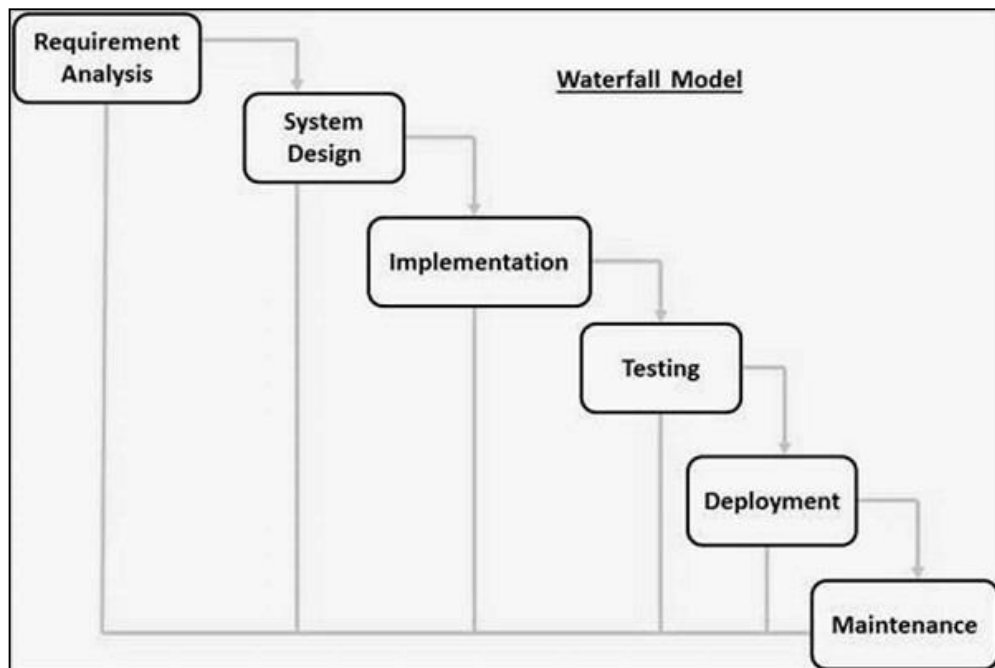 Requirement
Analysis
Waterfall Model
System
Design
Implementation
Testing
Deployment
Maintenance